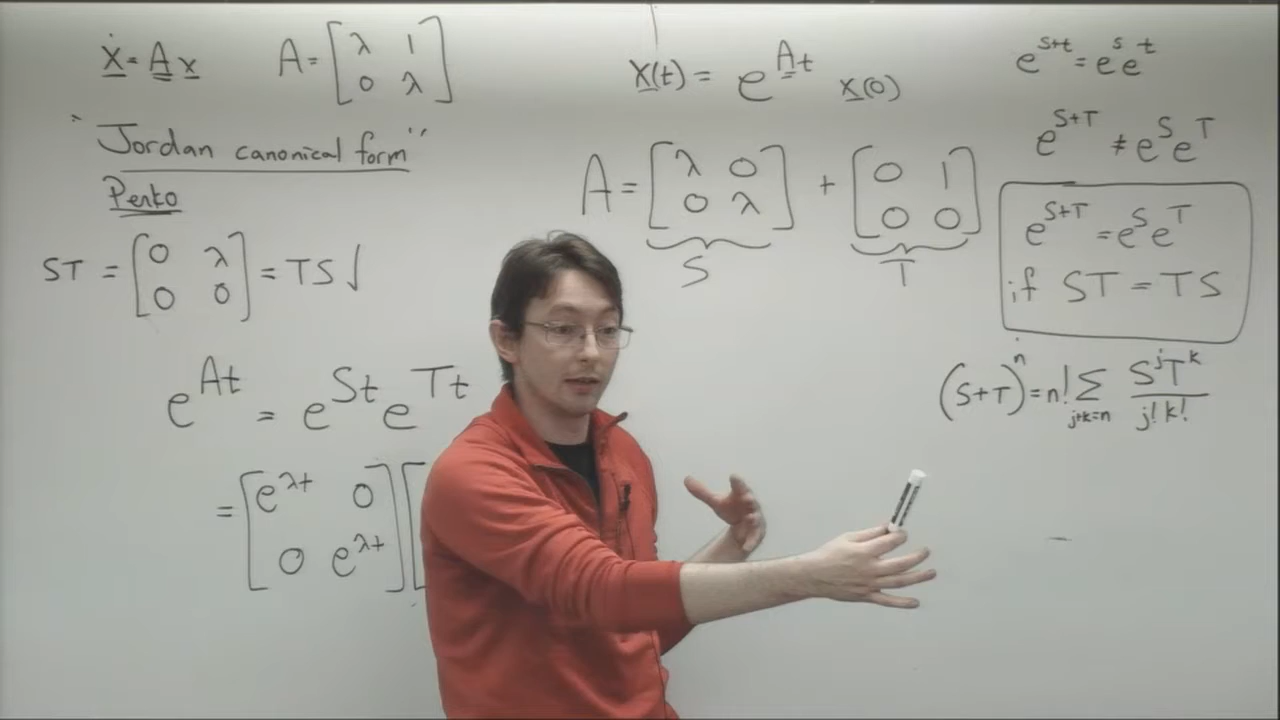 ẋ = A x A = [λ 1; 0 λ]
"Jordan canonical form"
Perko
ST = [0 λ; 0 0] = TS √
e^{At} = e^{St} e^{Tt}
= [e^{λt} 0; 0 e^{λt}] [
x(t) = e^{At} x(0)
A = [λ 0; 0 λ] + [0 1; 0 0]
S T
e^{s+t} = e^s e^t
e^{S+T} ≠ e^S e^T
e^{S+T} = e^S e^T
if ST = TS
(S+T)^n = n! Σ_{j+k=n} S^j T^k / j! k!